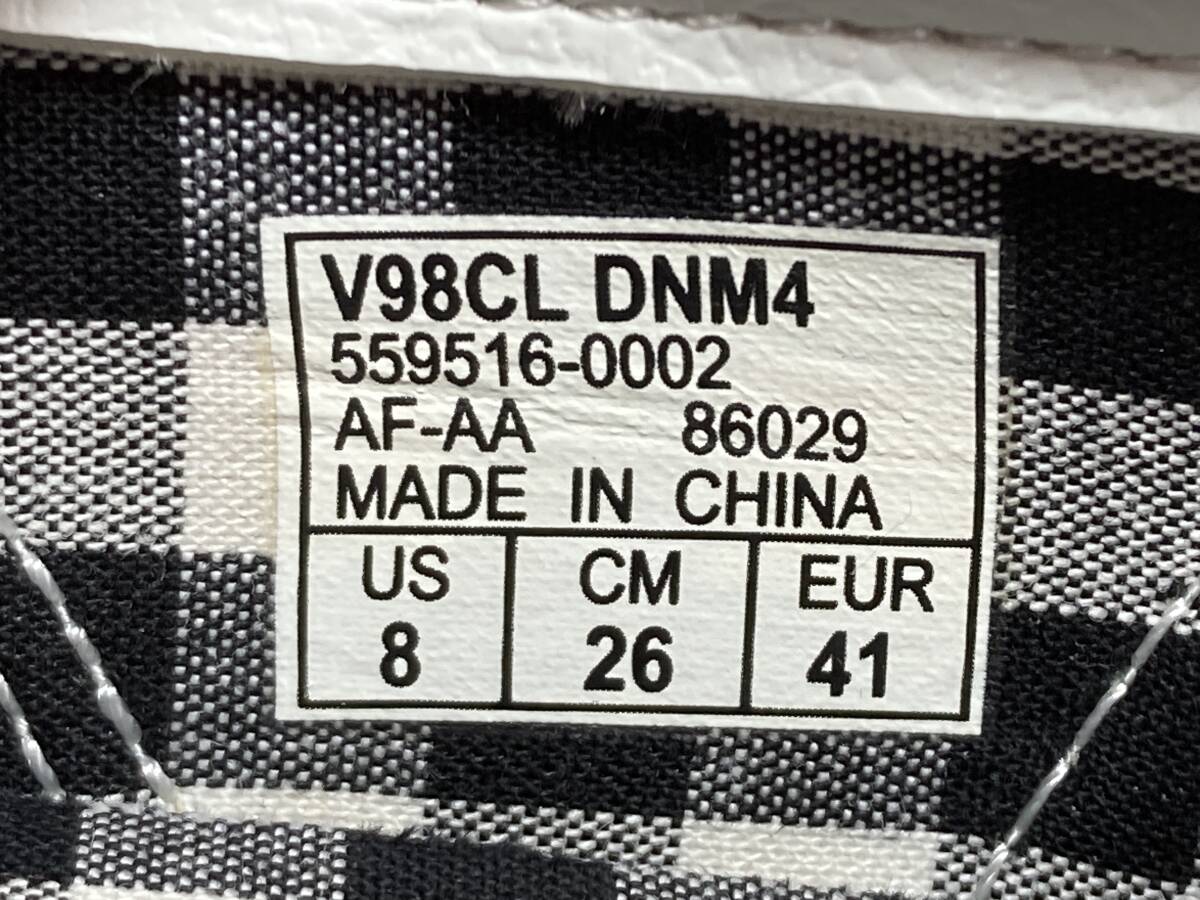 V98CL DNM4
559516-0002
AF-AA 86029
MADE IN CHINA
US CM EUR
8 26 41